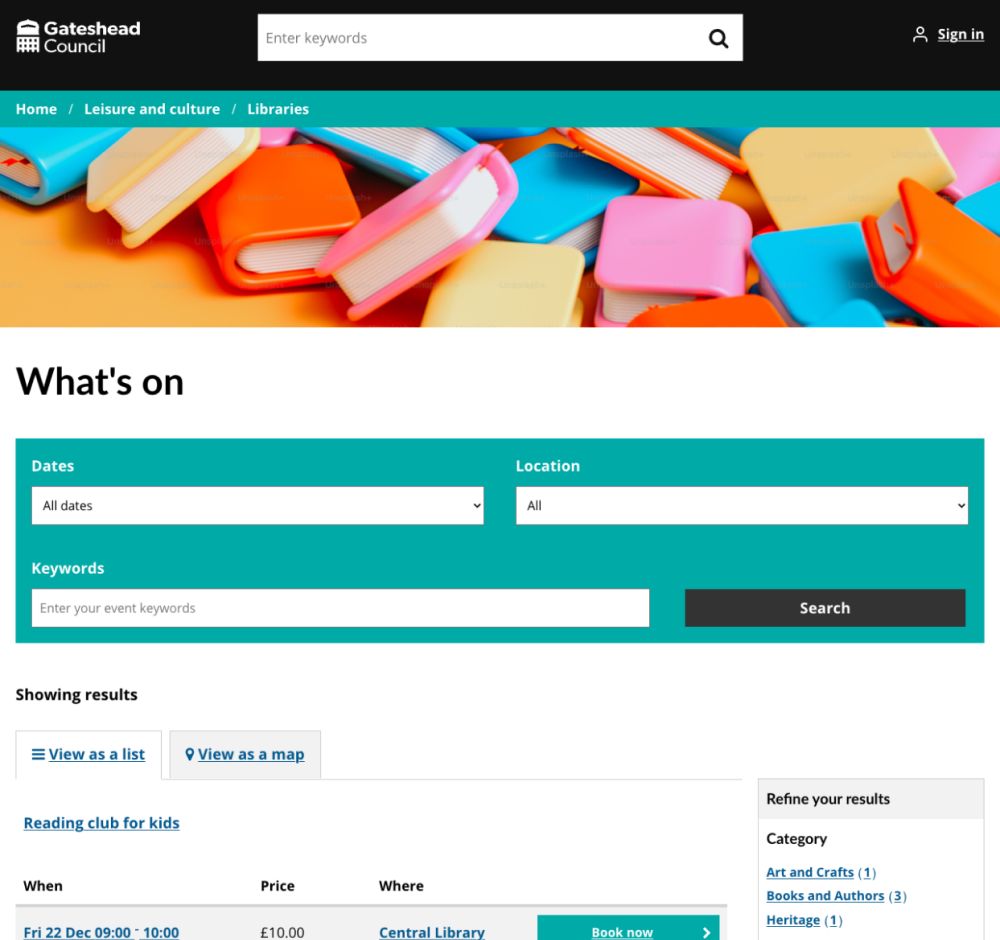 Gateshead
Council
Enter keywords
Sign in
Home / Leisure and culture / Libraries
What's on
Dates
Location
All dates
All
Keywords
Enter your event keywords
Search
Showing results
View as a list
View as a map
Refine your results
Reading club for kids
Category
Art and Crafts (1)
Books and Authors (3)
Heritage (1)
When Price Where
Fri 22 Dec 09:00 - 10:00 £10.00 Central Library Book now